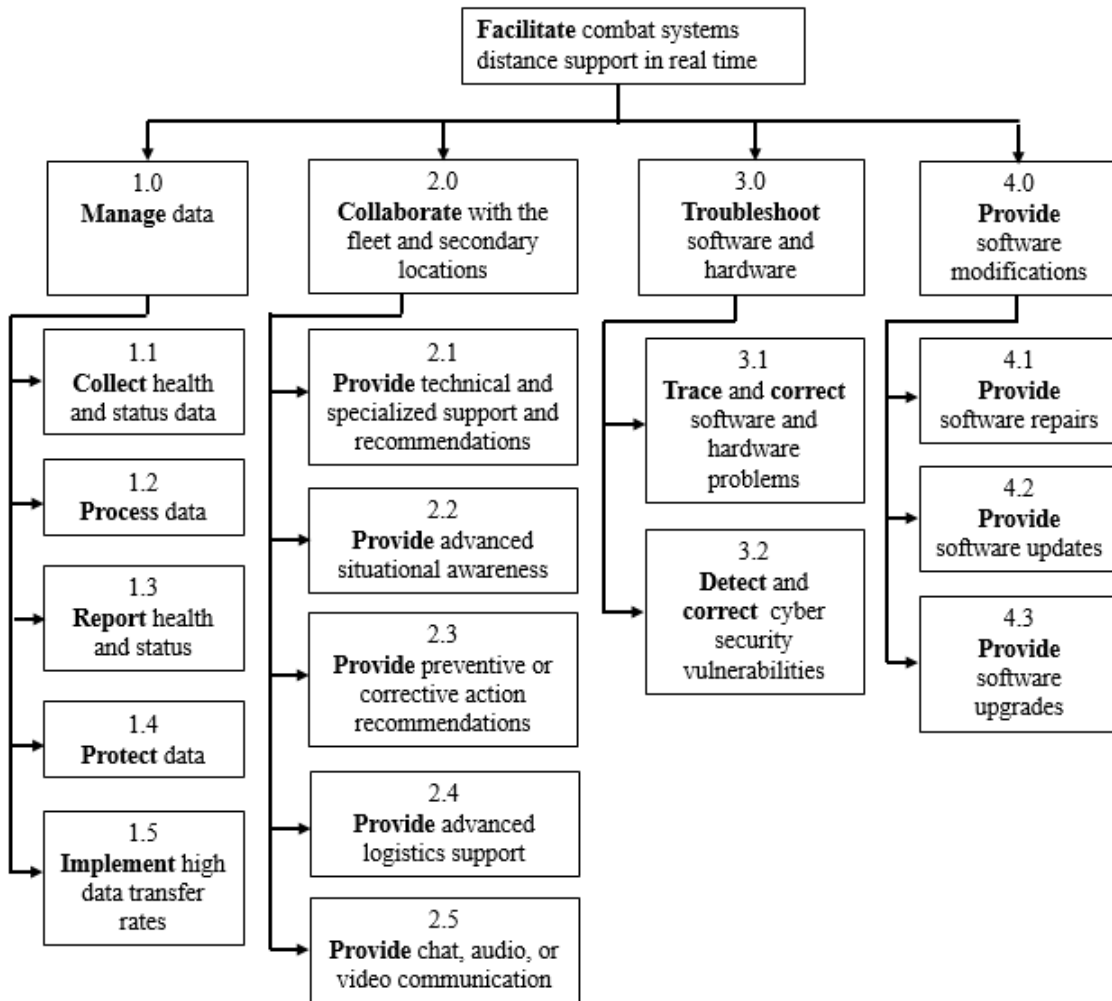 Facilitate combat systems
distance support in real time
1.0
Manage data
2.0
Collaborate with the
fleet and secondary
locations
3.0
Troubleshoot
software and
hardware
4.0
Provide
software
modifications
1.1
Collect health
and status data
1.2
Process data
1.3
Report health
and status
1.4
Protect data
1.5
Implement high
data transfer
rates
2.1
Provide technical and
specialized support and
recommendations
2.2
Provide advanced
situational awareness
2.3
Provide preventive or
corrective action
recommendations
2.4
Provide advanced
logistics support
2.5
Provide chat, audio, or
video communication
3.1
Trace and correct
software and
hardware
problems
3.2
Detect and
correct cyber
security
vulnerabilities
4.1
Provide
software repairs
4.2
Provide
software updates
4.3
Provide
software
upgrades